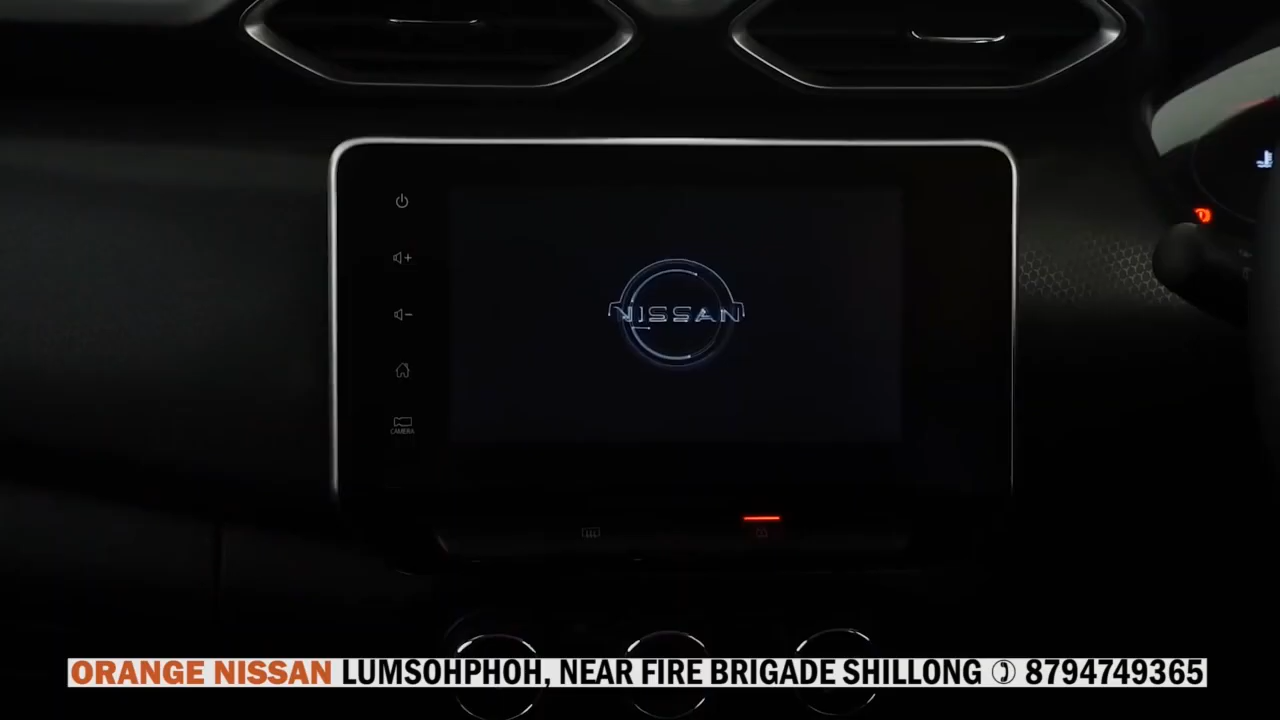 NISSAN
CAMERA
ORANGE NISSAN LUMSOHPHOH, NEAR FIRE BRIGADE SHILLONG ✆ 8794749365